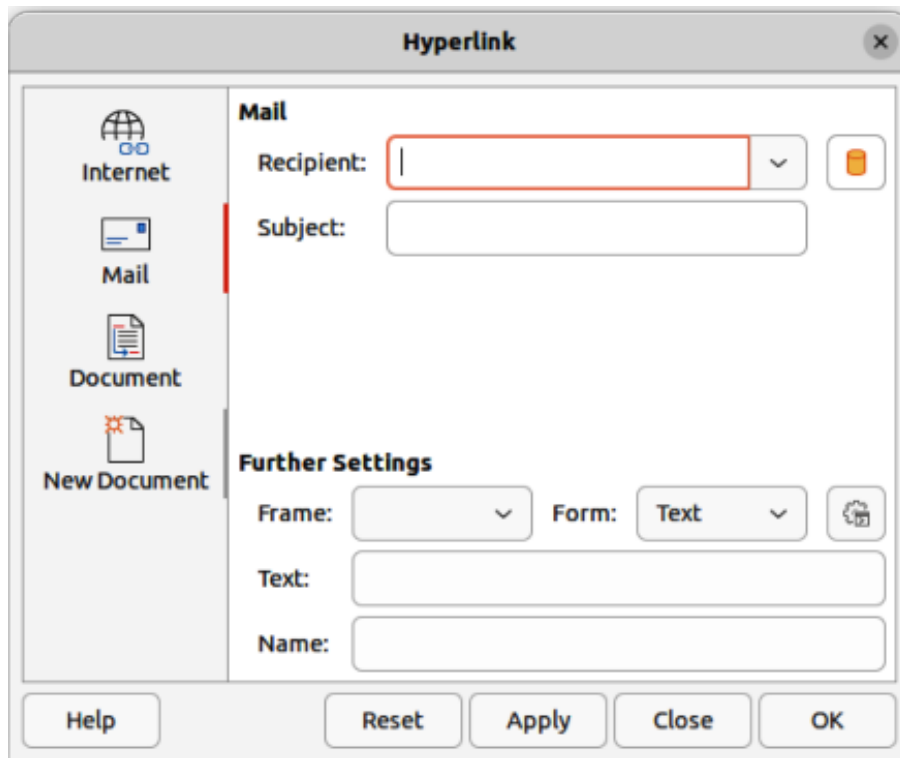 Hyperlink
Internet
Mail
Document
New Document
Mail
Recipient:
Subject:
Further Settings
Frame: Form: Text
Text:
Name:
Help Reset Apply Close OK